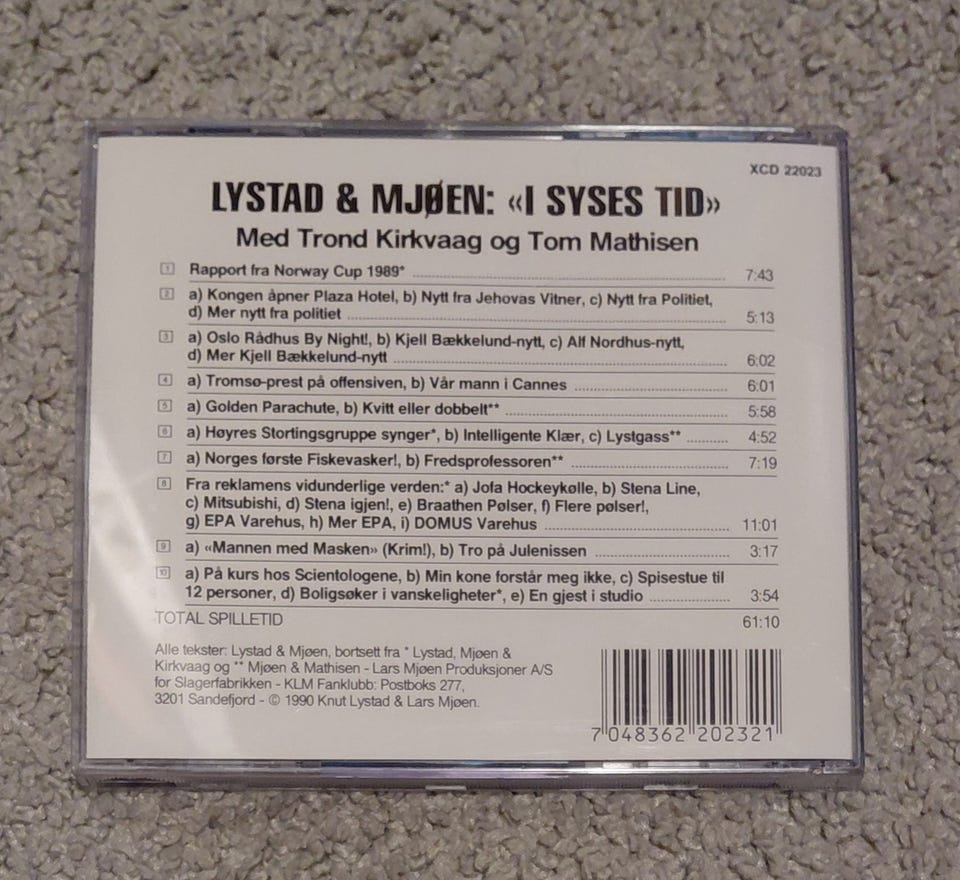 XCD 22023
LYSTAD & MJØEN: «I SYSES TID»
Med Trond Kirkvaag og Tom Mathisen
1 Rapport fra Norway Cup 1989* 7:43
2 a) Kongen åpner Plaza Hotel, b) Nytt fra Jehovas Vitner, c) Nytt fra Politiet,
d) Mer nytt fra politiet 5:13
3 a) Oslo Rådhus By Night!, b) Kjell Bækkelund-nytt, c) Alf Nordhus-nytt,
d) Mer Kjell Bækkelund-nytt 6:02
4 a) Tromsø-prest på offensiven, b) Vår mann i Cannes 6:01
5 a) Golden Parachute, b) Kvitt eller dobbelt** 5:58
6 a) Høyres Stortingsgruppe synger*, b) Intelligente Klær, c) Lystgass** 4:52
7 a) Norges første Fiskevasker!, b) Fredsprofessoren** 7:19
8 Fra reklamens vidunderlige verden:* a) Jofa Hockeykølle, b) Stena Line,
c) Mitsubishi, d) Stena igjen!, e) Braathen Pølser, f) Flere pølser!,
g) EPA Varehus, h) Mer EPA, i) DOMUS Varehus 11:01
9 a) «Mannen med Masken» (Krim!), b) Tro på Julenissen 3:17
10 a) På kurs hos Scientologene, b) Min kone forstår meg ikke, c) Spisestue til
12 personer, d) Boligsøker i vanskeligheter*, e) En gjest i studio 3:54
TOTAL SPILLETID 61:10
Alle tekster: Lystad & Mjøen, bortsett fra * Lystad, Mjøen &
Kirkvaag og ** Mjøen & Mathisen - Lars Mjøen Produksjoner A/S
for Slagerfabrikken - KLM Fanklubb: Postboks 277,
3201 Sandefjord - © 1990 Knut Lystad & Lars Mjøen.
7 048362 202321